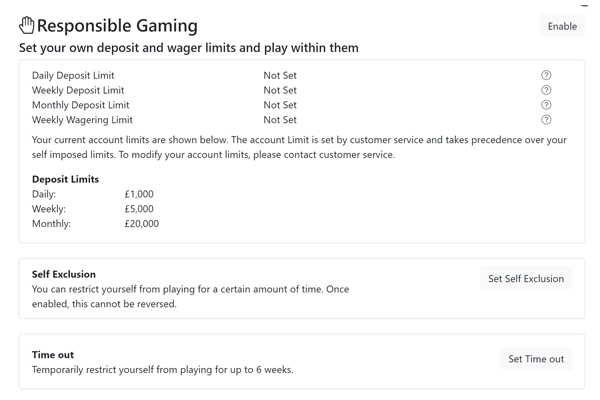 Responsible Gaming
Enable
Set your own deposit and wager limits and play within them
Daily Deposit Limit Not Set
Weekly Deposit Limit Not Set
Monthly Deposit Limit Not Set
Weekly Wagering Limit Not Set
Your current account limits are shown below. The account Limit is set by customer service and takes precedence over your
self imposed limits. To modify your account limits, please contact customer service.
Deposit Limits
Daily: £1,000
Weekly: £5,000
Monthly: £20,000
Self Exclusion
You can restrict yourself from playing for a certain amount of time. Once
enabled, this cannot be reversed.
Set Self Exclusion
Time out
Temporarily restrict yourself from playing for up to 6 weeks.
Set Time out